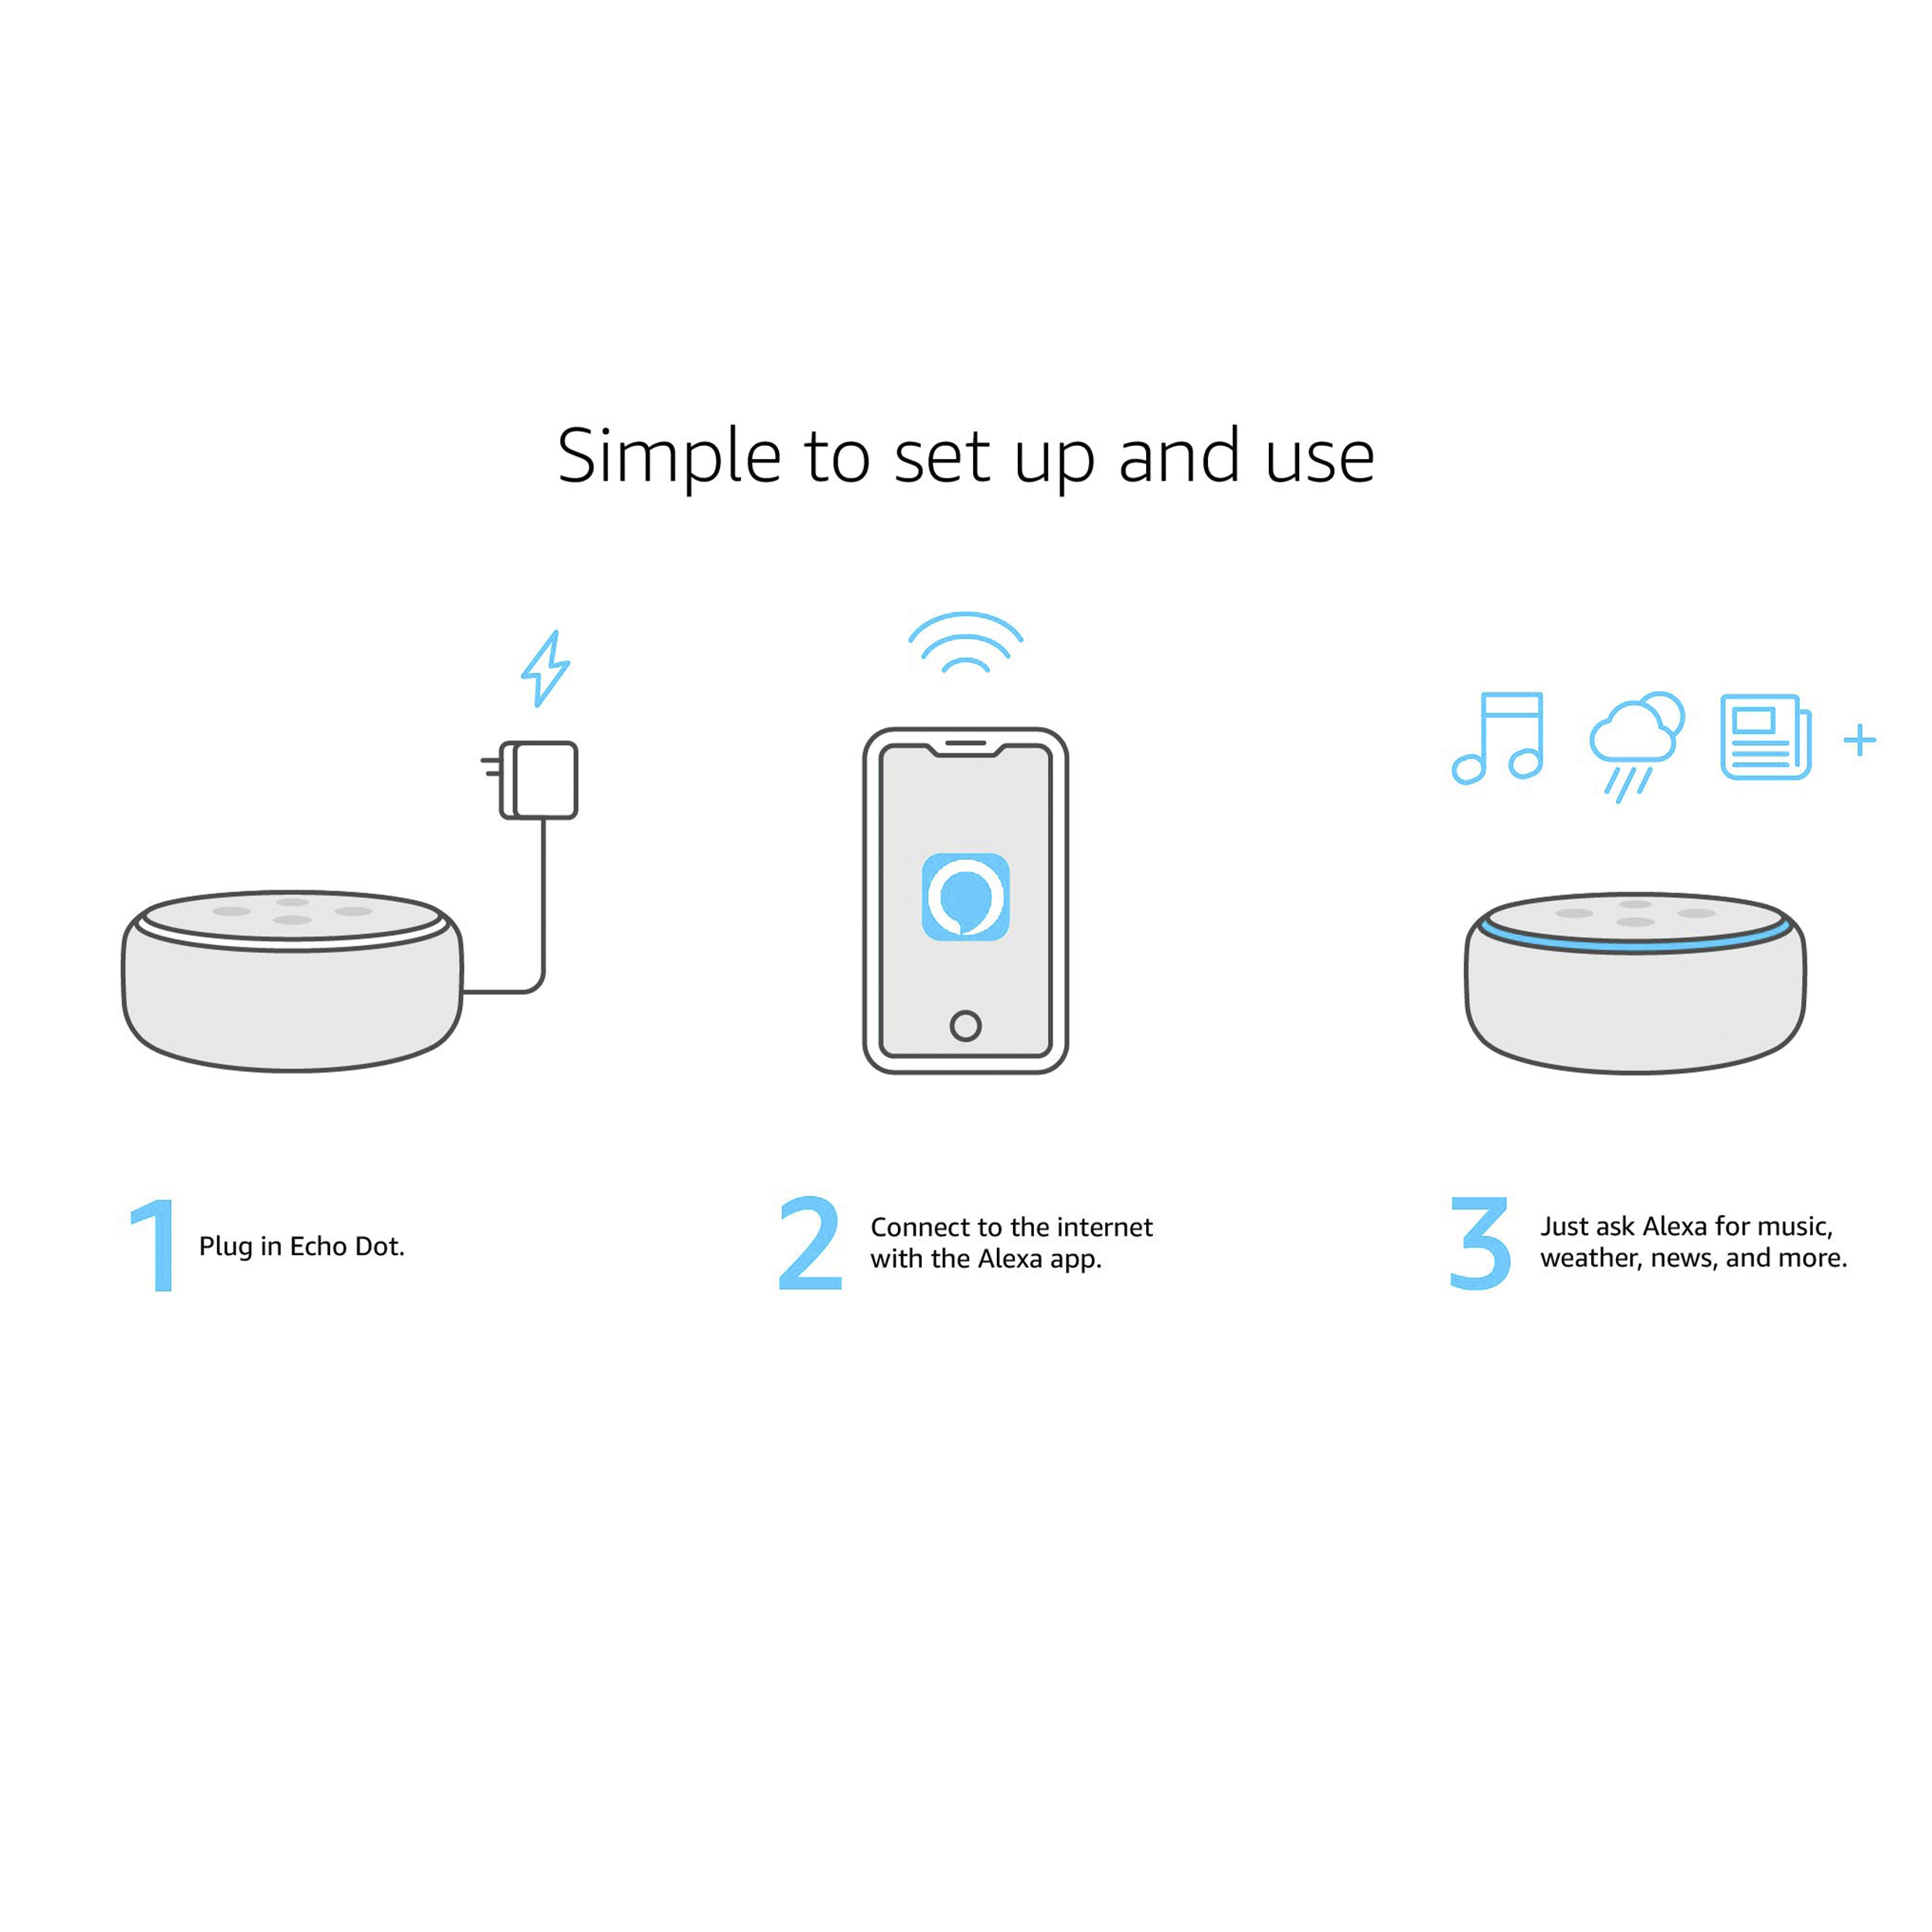 Simple to set up and use
1 Plug in Echo Dot.
2 Connect to the internet
with the Alexa app.
3 Just ask Alexa for music,
weather, news, and more.